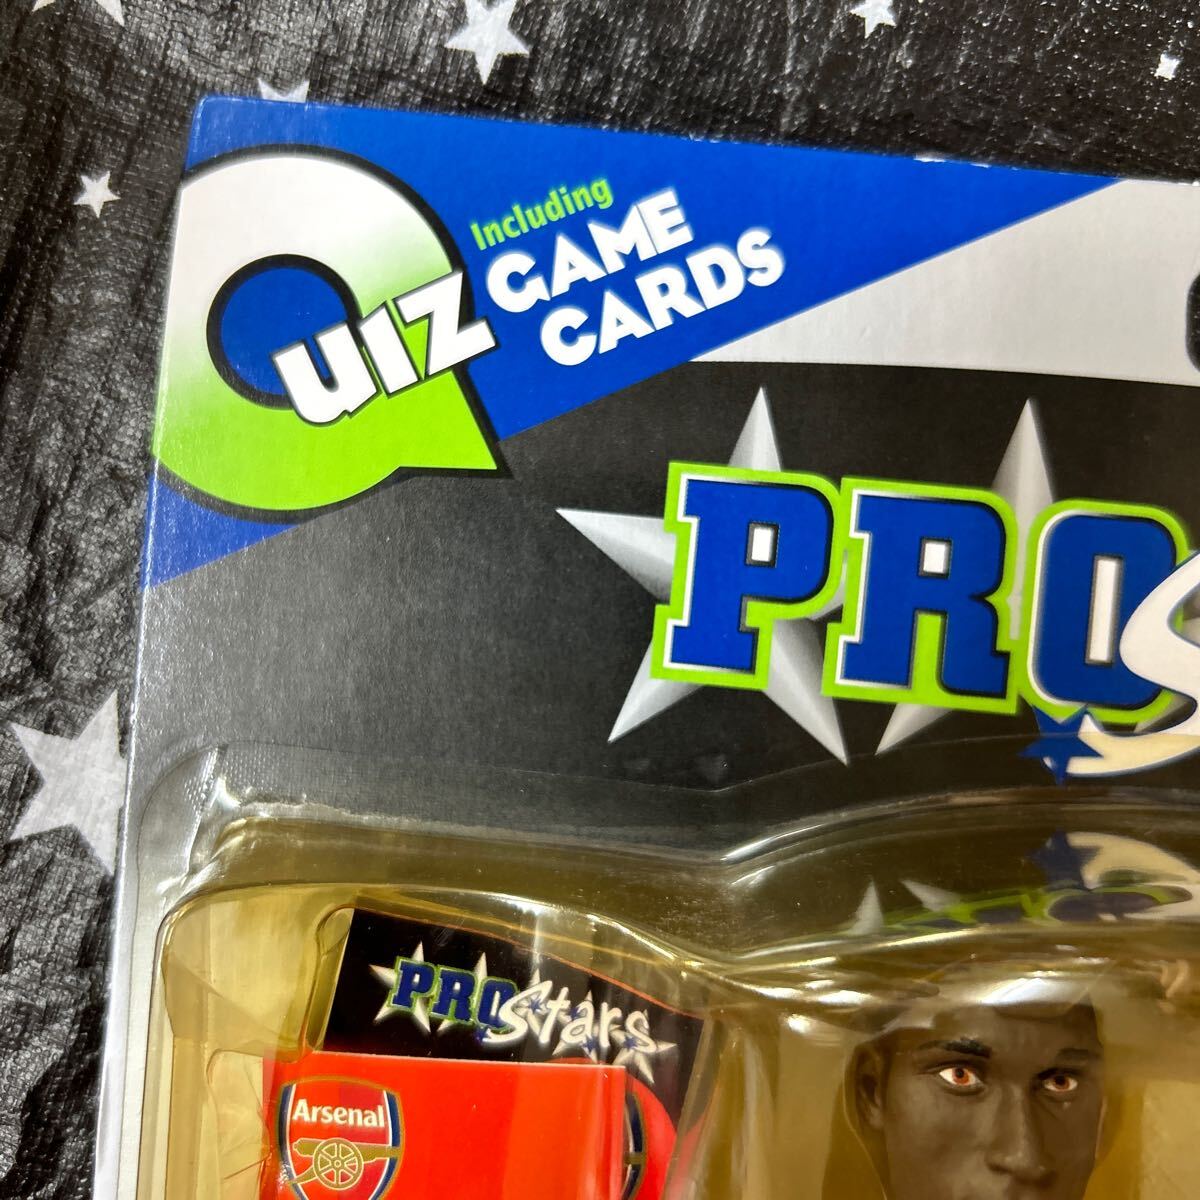 Including
GAME
QUIZ
CARDS
PRO
PRO Stars
Arsenal